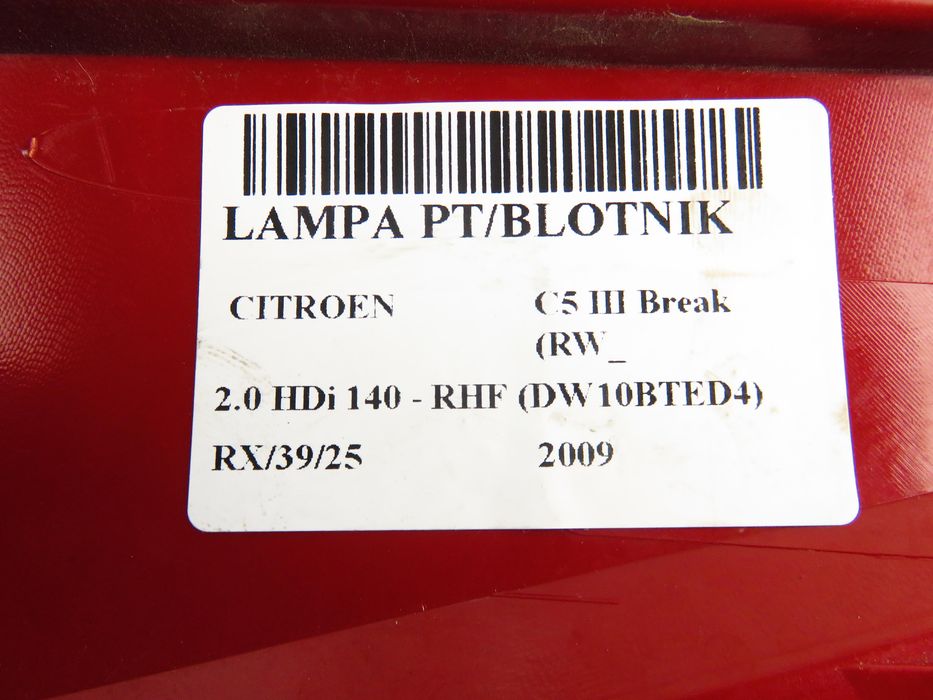 LAMPA PT/BLOTNIK
CITROEN C5 III Break
(RW_
2.0 HDi 140 - RHF (DW10BTED4)
RX/39/25 2009